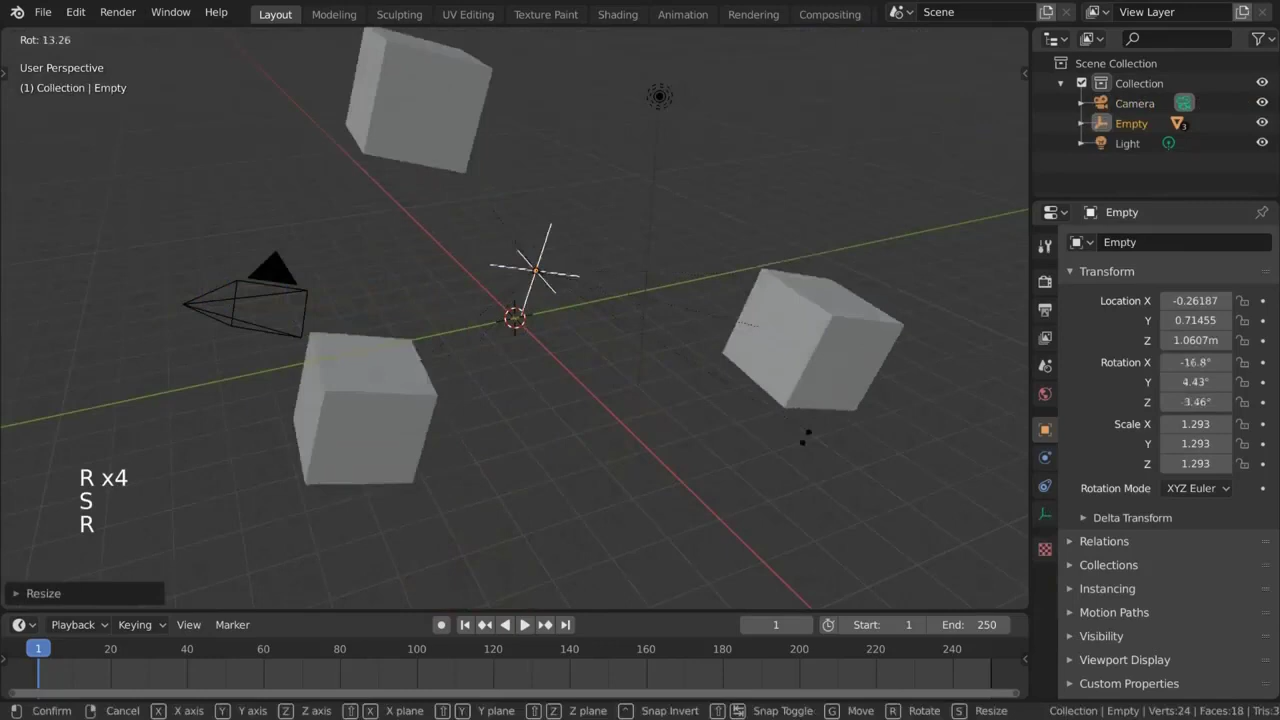 File Edit Render Window Help Layout Modeling Sculpting UV Editing Texture Paint Shading Animation Rendering Compositing Scene View Layer
Rot: 13.26
User Perspective
(1) Collection | Empty
R x4
S
R
Resize
Scene Collection
Collection
Camera
Empty 3
Light
Empty
Empty
Transform
Location X -0.26187
Y 0.71455
Z 1.0607m
Rotation X -16.8°
Y 4.43°
Z -3.46°
Scale X 1.293
Y 1.293
Z 1.293
Rotation Mode XYZ Euler
Delta Transform
Relations
Collections
Instancing
Motion Paths
Visibility
Viewport Display
Custom Properties
Playback Keying View Marker 1 Start: 1 End: 250
1 20 40 60 80 100 120 140 160 180 200 220 240
Confirm Cancel X X axis Y Y axis Z Z axis X X plane Y Y plane Z Z plane Snap Invert Snap Toggle G Move R Rotate S Resize Collection | Empty | Verts:24 | Faces:18 |